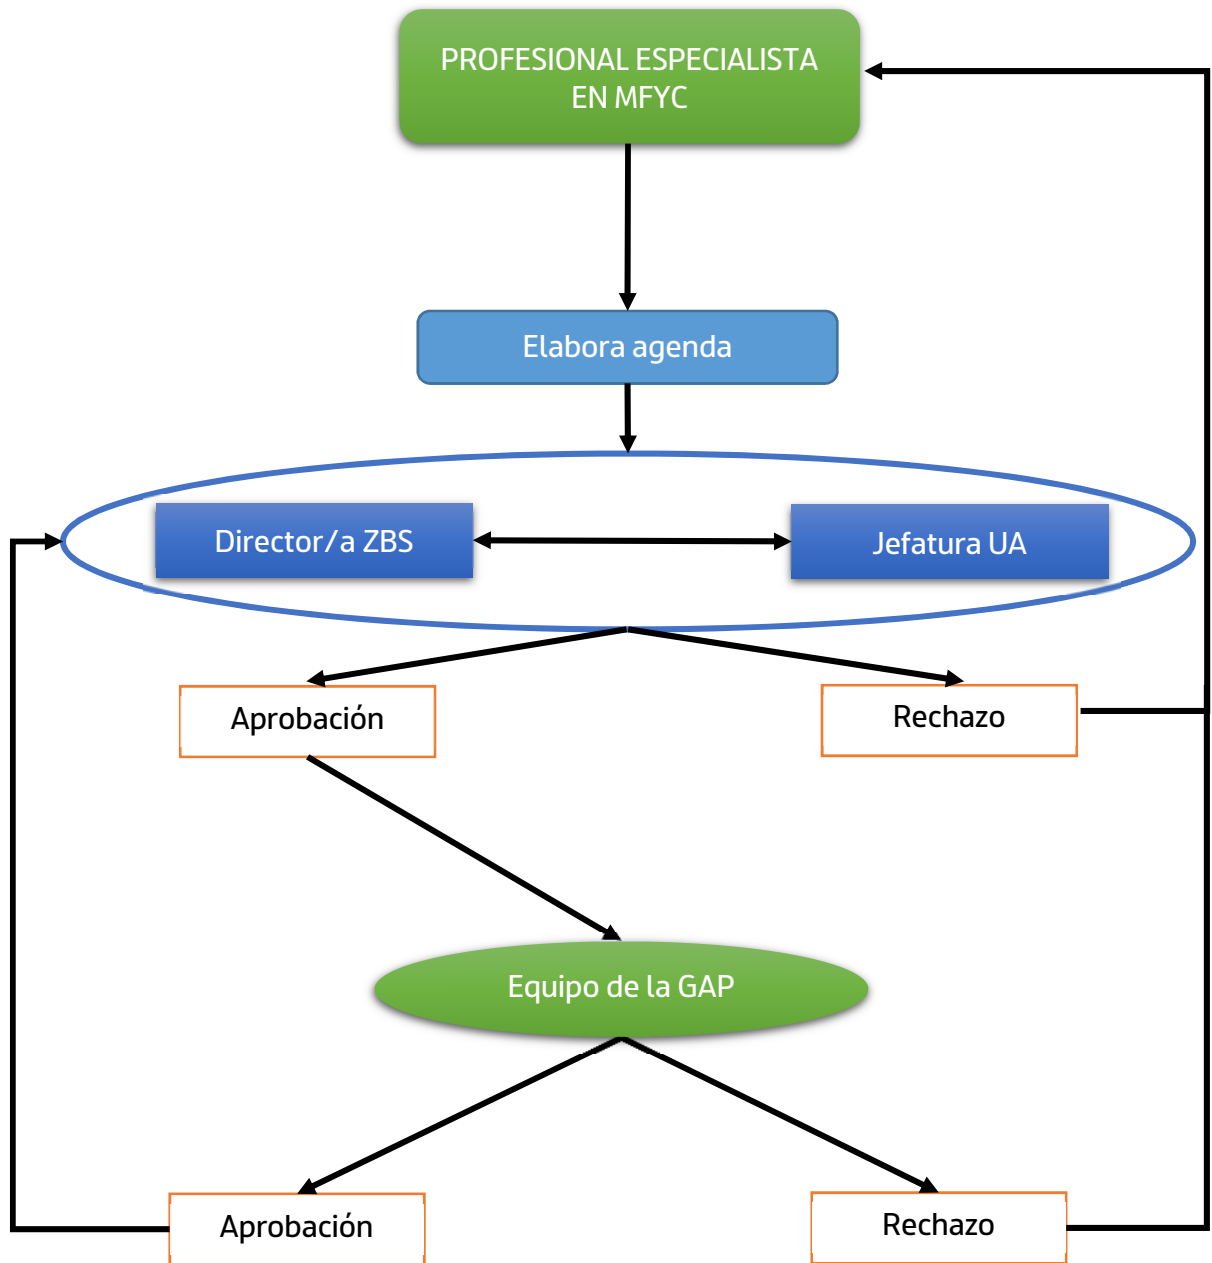 PROFESIONAL ESPECIALISTA
EN MFYC
Elabora agenda
Director/a ZBS
Jefatura UA
Aprobación
Rechazo
Equipo de la GAP
Aprobación
Rechazo